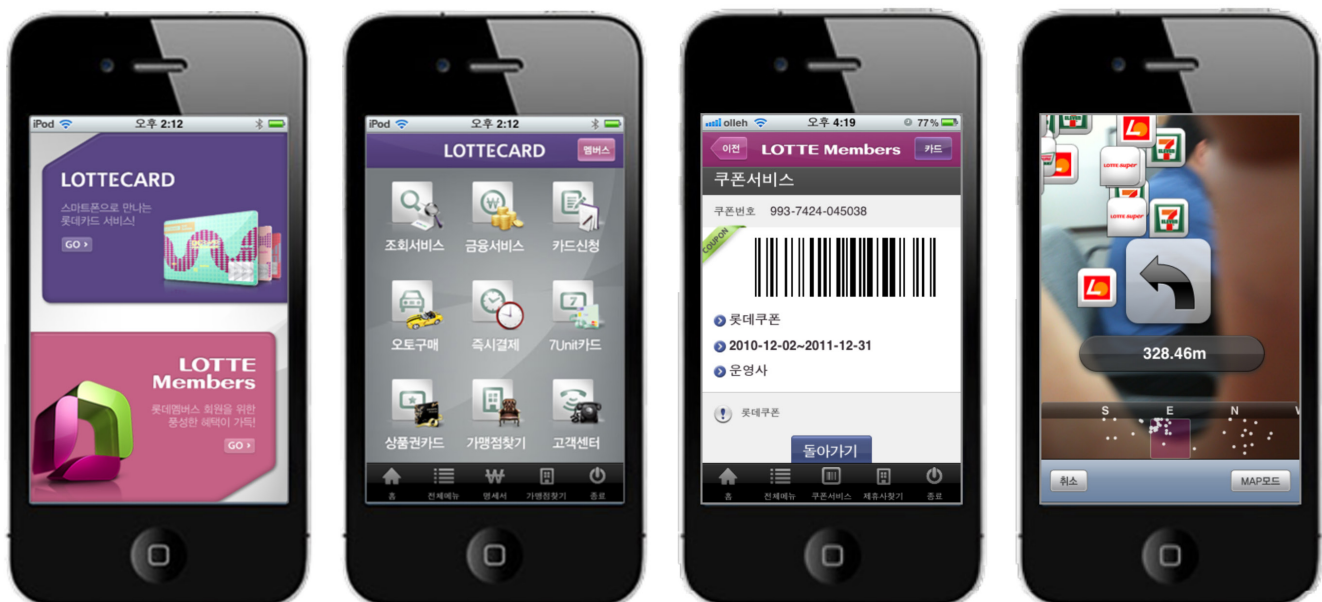 iPod 오후 2:12
LOTTECARD
스마트폰으로 만나는
롯데카드 서비스!
GO
LOTTE
Members
롯데멤버스 회원을 위한
풍성한 혜택이 가득!
GO
iPod 오후 2:12
LOTTECARD 멤버스
조회서비스 금융서비스 카드신청
오토구매 즉시결제 7Unit카드
상품권카드 가맹점찾기 고객센터
홈 전체메뉴 명세서 가맹점찾기 종료
olleh 오후 4:19 77%
이전 LOTTE Members 카드
쿠폰서비스
쿠폰번호 993-7424-045038
COUPON
롯데쿠폰
2010-12-02~2011-12-31
운영사
롯데쿠폰
돌아가기
홈 전체메뉴 쿠폰서비스 제휴사찾기 종료
ELEVEN
LOTTE super
LOTTE super
328.46m
S E N
취소 MAP모드